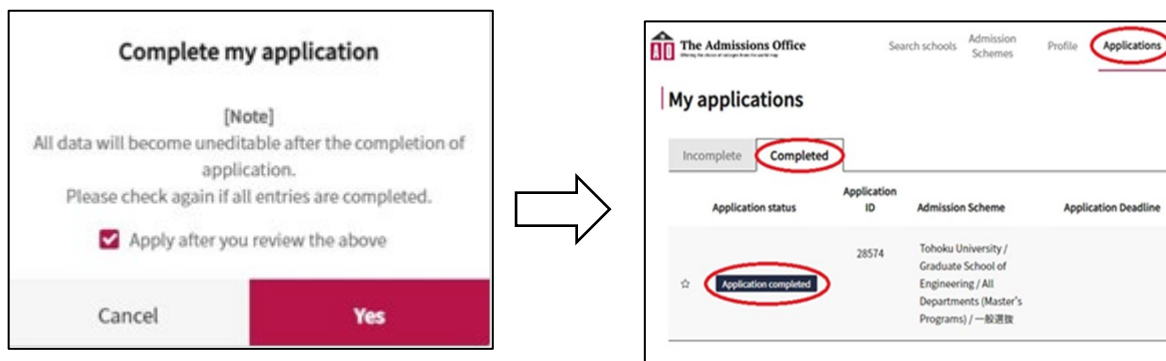 Complete my application
[Note]
All data will become uneditable after the completion of
application.
Please check again if all entries are completed.
Apply after you review the above
Cancel
Yes
The Admissions Office
Search schools
Admission
Schemes
Profile
Applications
My applications
Incomplete
Completed
Application status
Application
ID
Admission Scheme
Application Deadline
Application completed
28574
Tohoku University /
Graduate School of
Engineering / All
Departments (Master's
Programs) / 一般選抜